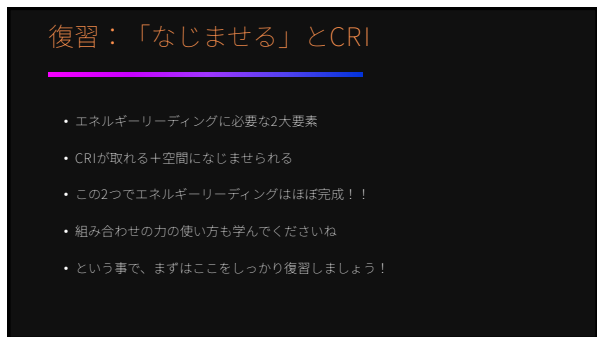 復習：「なじませる」とCRI
• エネルギーリーディングに必要な2大要素
• CRIが取れる＋空間になじませられる
• この2つでエネルギーリーディングはほぼ完成！！
• 組み合わせの力の使い方も学んでくださいね
• という事で、まずはここをしっかり復習しましょう！